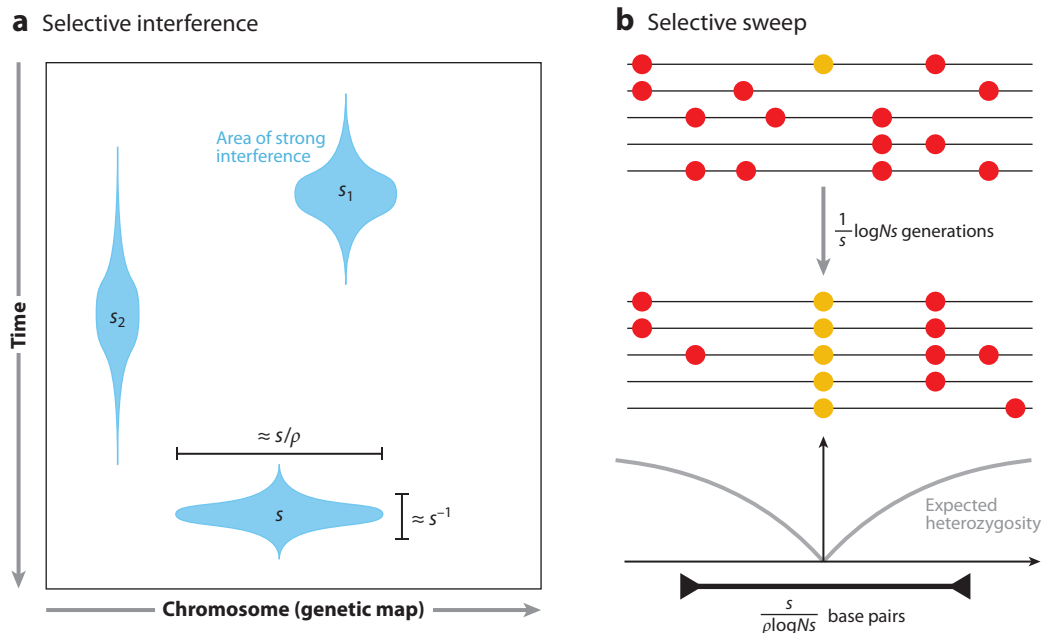 a Selective interference
Time
Area of strong
interference
s₁
s₂
≈ s/ρ
s
≈ s⁻¹
Chromosome (genetic map)
b Selective sweep
1/s logNs generations
Expected
heterozygosity
s/ρlogNs base pairs